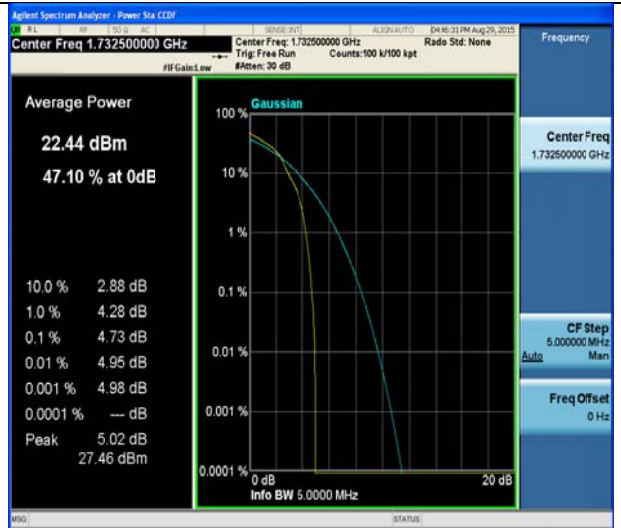 Agilent Spectrum Analyzer - Power Stat CCDF
RL RF 50 Ω AC SENSE:INT ALIGN AUTO 04:46:31 PM Aug 29, 2015
Center Freq 1.732500000 GHz
Center Freq: 1.732500000 GHz Rado Std: None
Trig: Free Run Counts:100 k/100 kpt
#IFGain:Low #Atten: 30 dB
Frequency
Average Power
22.44 dBm
47.10 % at 0dB
10.0 % 2.88 dB
1.0 % 4.28 dB
0.1 % 4.73 dB
0.01 % 4.95 dB
0.001 % 4.98 dB
0.0001 % --- dB
Peak 5.02 dB
27.46 dBm
Gaussian
100 %
10 %
1 %
0.1 %
0.01 %
0.001 %
0.0001 %
0 dB 20 dB
Info BW 5.0000 MHz
Center Freq
1.732500000 GHz
CF Step
5.000000 MHz
Auto Man
Freq Offset
0 Hz
MSG STATUS